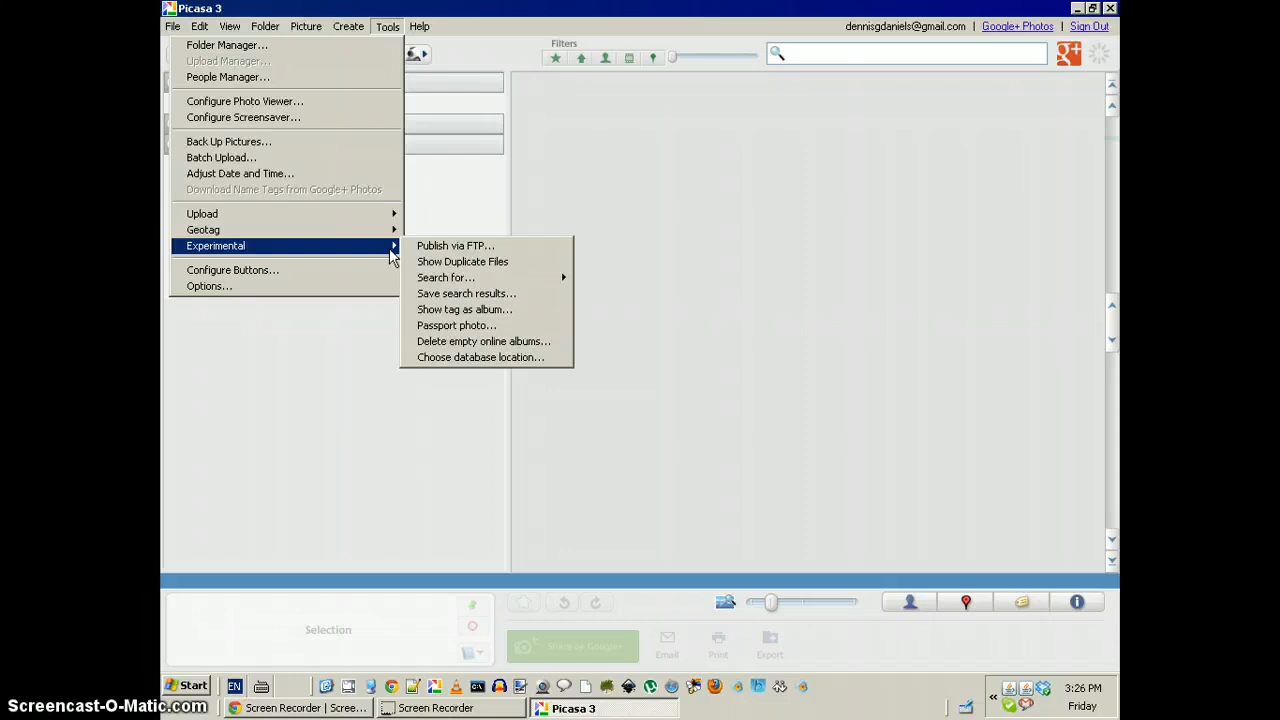 Picasa 3
File Edit View Folder Picture Create Tools Help
dennisgdaniels@gmail.com | Google+ Photos | Sign Out
Folder Manager...
Upload Manager...
People Manager...
Configure Photo Viewer...
Configure Screensaver...
Back Up Pictures...
Batch Upload...
Adjust Date and Time...
Download Name Tags from Google+ Photos
Upload
Geotag
Experimental
Configure Buttons...
Options...
Publish via FTP...
Show Duplicate Files
Search for...
Save search results...
Show tag as album...
Passport photo...
Delete empty online albums...
Choose database location...
Filters
g+
Selection
Share on Google+
Email
Print
Export
Start
EN
3:26 PM
Friday
Screen Recorder | Scree...
Screen Recorder
Picasa 3
Screencast-O-Matic.com